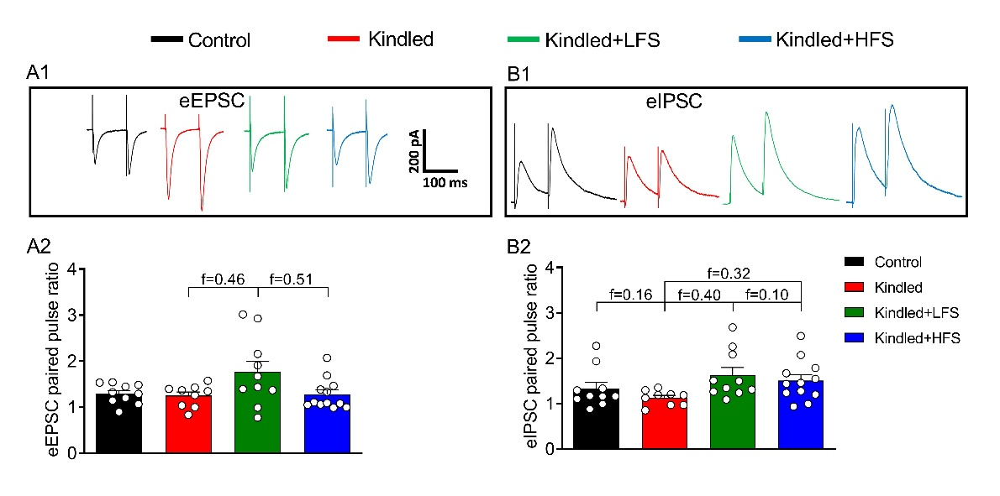 Control Kindled Kindled+LFS Kindled+HFS
A1
eEPSC
200 pA
100 ms
B1
eIPSC
A2
eEPSC paired pulse ratio
4
3
2
1
0
f=0.46 f=0.51
B2
eIPSC paired pulse ratio
4
3
2
1
0
f=0.32
f=0.16 f=0.40 f=0.10
Control
Kindled
Kindled+LFS
Kindled+HFS